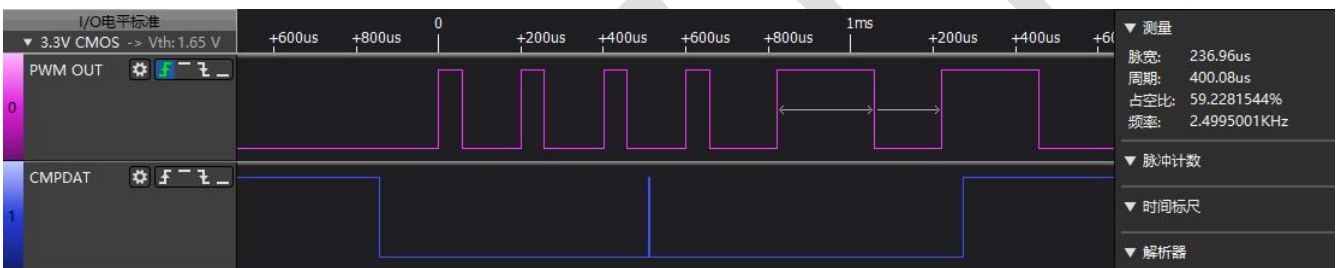 I/O电平标准
▼ 3.3V CMOS -> Vth: 1.65 V
+600us +800us 0 +200us +400us +600us +800us 1ms +200us +400us +60
PWM OUT
0
CMPDAT
1
▼ 测量
脉宽: 236.96us
周期: 400.08us
占空比: 59.2281544%
频率: 2.4995001KHz
▼ 脉冲计数
▼ 时间标尺
▼ 解析器